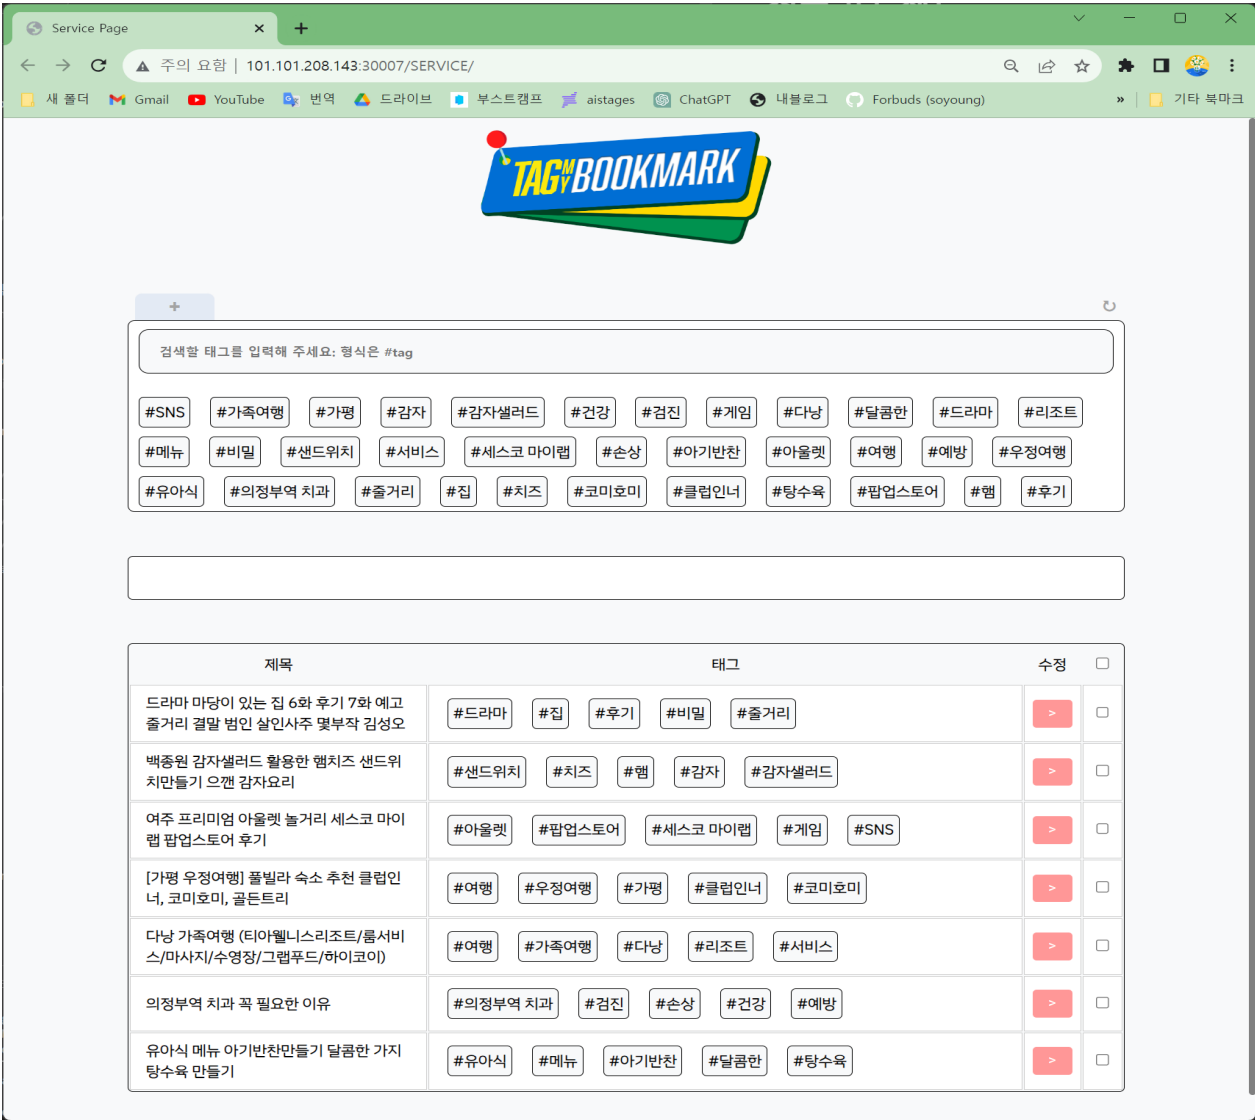 Service Page
주의 요함 | 101.101.208.143:30007/SERVICE/
새 폴더 Gmail YouTube 번역 드라이브 부스트캠프 aistages ChatGPT 내블로그 Forbuds (soyoung) » 기타 북마크
TAG MY BOOKMARK
+
검색할 태그를 입력해 주세요: 형식은 #tag
#SNS #가족여행 #가평 #감자 #감자샐러드 #건강 #검진 #게임 #다낭 #달콤한 #드라마 #리조트
#메뉴 #비밀 #샌드위치 #서비스 #세스코 마이랩 #손상 #아기반찬 #아울렛 #여행 #예방 #우정여행
#유아식 #의정부역 치과 #줄거리 #집 #치즈 #코미호미 #클럽인너 #탕수육 #팝업스토어 #햄 #후기
제목 태그 수정
드라마 마당이 있는 집 6화 후기 7화 예고
줄거리 결말 범인 살인사주 몇부작 김성오
#드라마 #집 #후기 #비밀 #줄거리 >
백종원 감자샐러드 활용한 햄치즈 샌드위
치만들기 으깬 감자요리
#샌드위치 #치즈 #햄 #감자 #감자샐러드 >
여주 프리미엄 아울렛 놀거리 세스코 마이
랩 팝업스토어 후기
#아울렛 #팝업스토어 #세스코 마이랩 #게임 #SNS >
[가평 우정여행] 풀빌라 숙소 추천 클럽인
너, 코미호미, 골든트리
#여행 #우정여행 #가평 #클럽인너 #코미호미 >
다낭 가족여행 (티아웰니스리조트/룸서비
스/마사지/수영장/그랩푸드/하이코이)
#여행 #가족여행 #다낭 #리조트 #서비스 >
의정부역 치과 꼭 필요한 이유
#의정부역 치과 #검진 #손상 #건강 #예방 >
유아식 메뉴 아기반찬만들기 달콤한 가지
탕수육 만들기
#유아식 #메뉴 #아기반찬 #달콤한 #탕수육 >